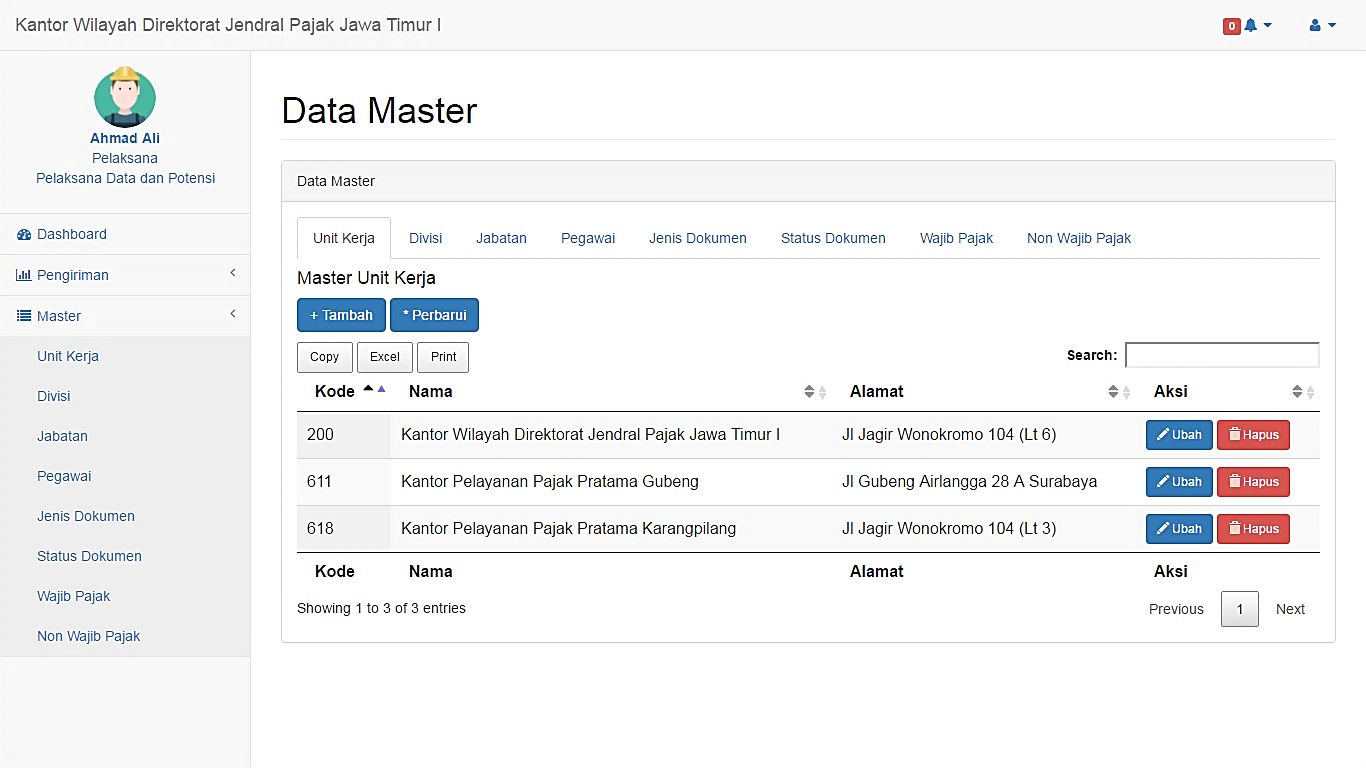 Kantor Wilayah Direktorat Jendral Pajak Jawa Timur I
0
Ahmad Ali
Pelaksana
Pelaksana Data dan Potensi
Dashboard
Pengiriman
Master
Unit Kerja
Divisi
Jabatan
Pegawai
Jenis Dokumen
Status Dokumen
Wajib Pajak
Non Wajib Pajak
Data Master
Data Master
Unit Kerja Divisi Jabatan Pegawai Jenis Dokumen Status Dokumen Wajib Pajak Non Wajib Pajak
Master Unit Kerja
+ Tambah * Perbarui
Copy Excel Print Search:
Kode Nama Alamat Aksi
200 Kantor Wilayah Direktorat Jendral Pajak Jawa Timur I Jl Jagir Wonokromo 104 (Lt 6) Ubah Hapus
611 Kantor Pelayanan Pajak Pratama Gubeng Jl Gubeng Airlangga 28 A Surabaya Ubah Hapus
618 Kantor Pelayanan Pajak Pratama Karangpilang Jl Jagir Wonokromo 104 (Lt 3) Ubah Hapus
Kode Nama Alamat Aksi
Showing 1 to 3 of 3 entries Previous 1 Next